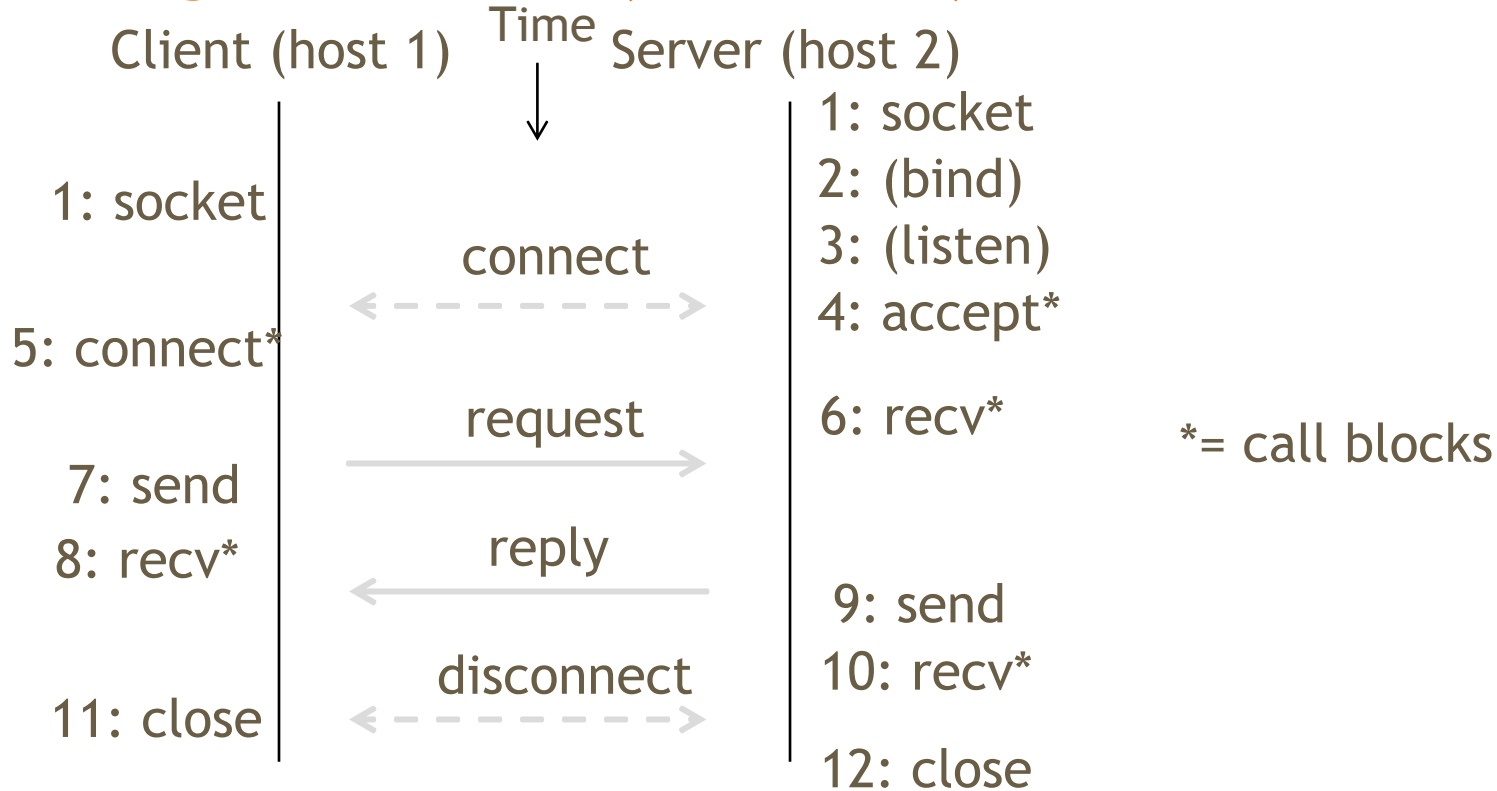 Time
Client (host 1)
Server (host 2)
1: socket
2: (bind)
1: socket
3: (listen)
connect
4: accept*
5: connect*
request
6: recv*
*= call blocks
7: send
reply
8: recv*
9: send
disconnect
10: recv*
11: close
12: close